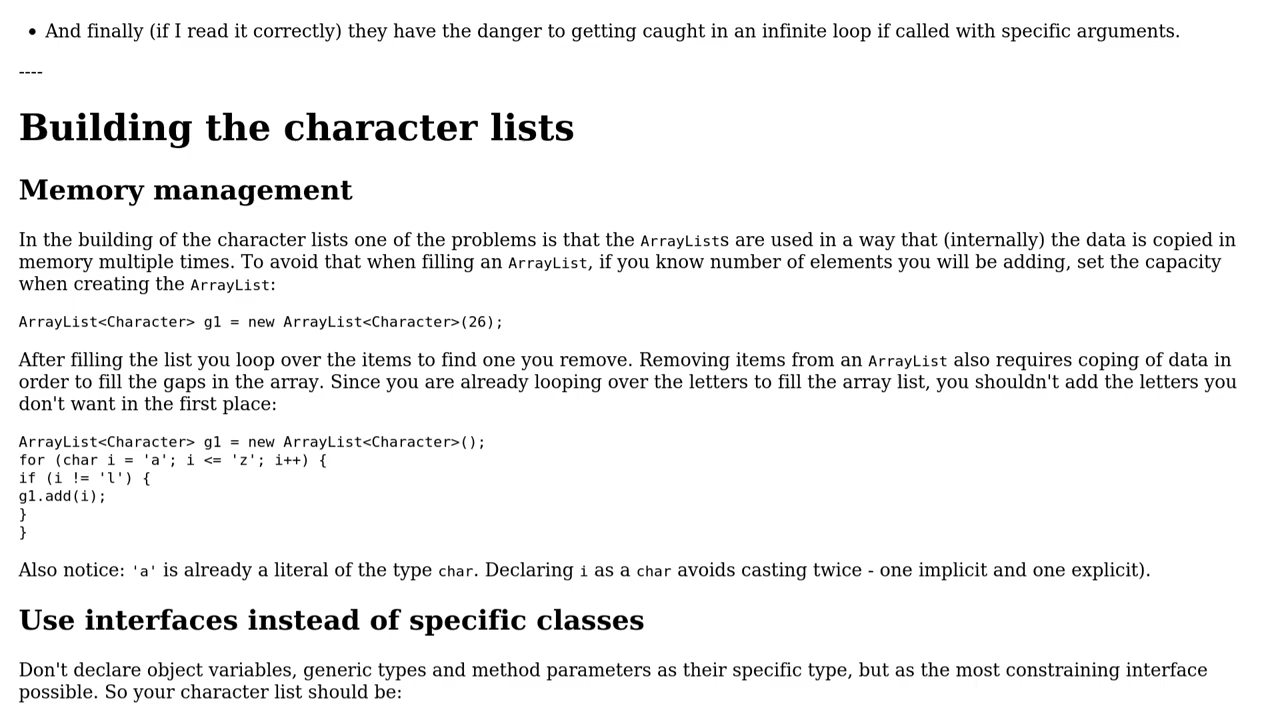 • And finally (if I read it correctly) they have the danger to getting caught in an infinite loop if called with specific arguments.
----
Building the character lists
Memory management
In the building of the character lists one of the problems is that the ArrayLists are used in a way that (internally) the data is copied in
memory multiple times. To avoid that when filling an ArrayList, if you know number of elements you will be adding, set the capacity
when creating the ArrayList:
ArrayList<Character> g1 = new ArrayList<Character>(26);
After filling the list you loop over the items to find one you remove. Removing items from an ArrayList also requires coping of data in
order to fill the gaps in the array. Since you are already looping over the letters to fill the array list, you shouldn't add the letters you
don't want in the first place:
ArrayList<Character> g1 = new ArrayList<Character>();
for (char i = 'a'; i <= 'z'; i++) {
if (i != 'l') {
g1.add(i);
}
}
Also notice: 'a' is already a literal of the type char. Declaring i as a char avoids casting twice - one implicit and one explicit).
Use interfaces instead of specific classes
Don't declare object variables, generic types and method parameters as their specific type, but as the most constraining interface
possible. So your character list should be: